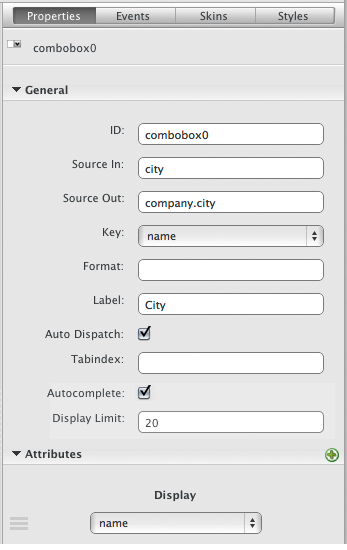 Properties Events Skins Styles
combobox0
General
ID: combobox0
Source In: city
Source Out: company.city
Key: name
Format:
Label: City
Auto Dispatch:
Tabindex:
Autocomplete:
Display Limit: 20
Attributes
Display
name